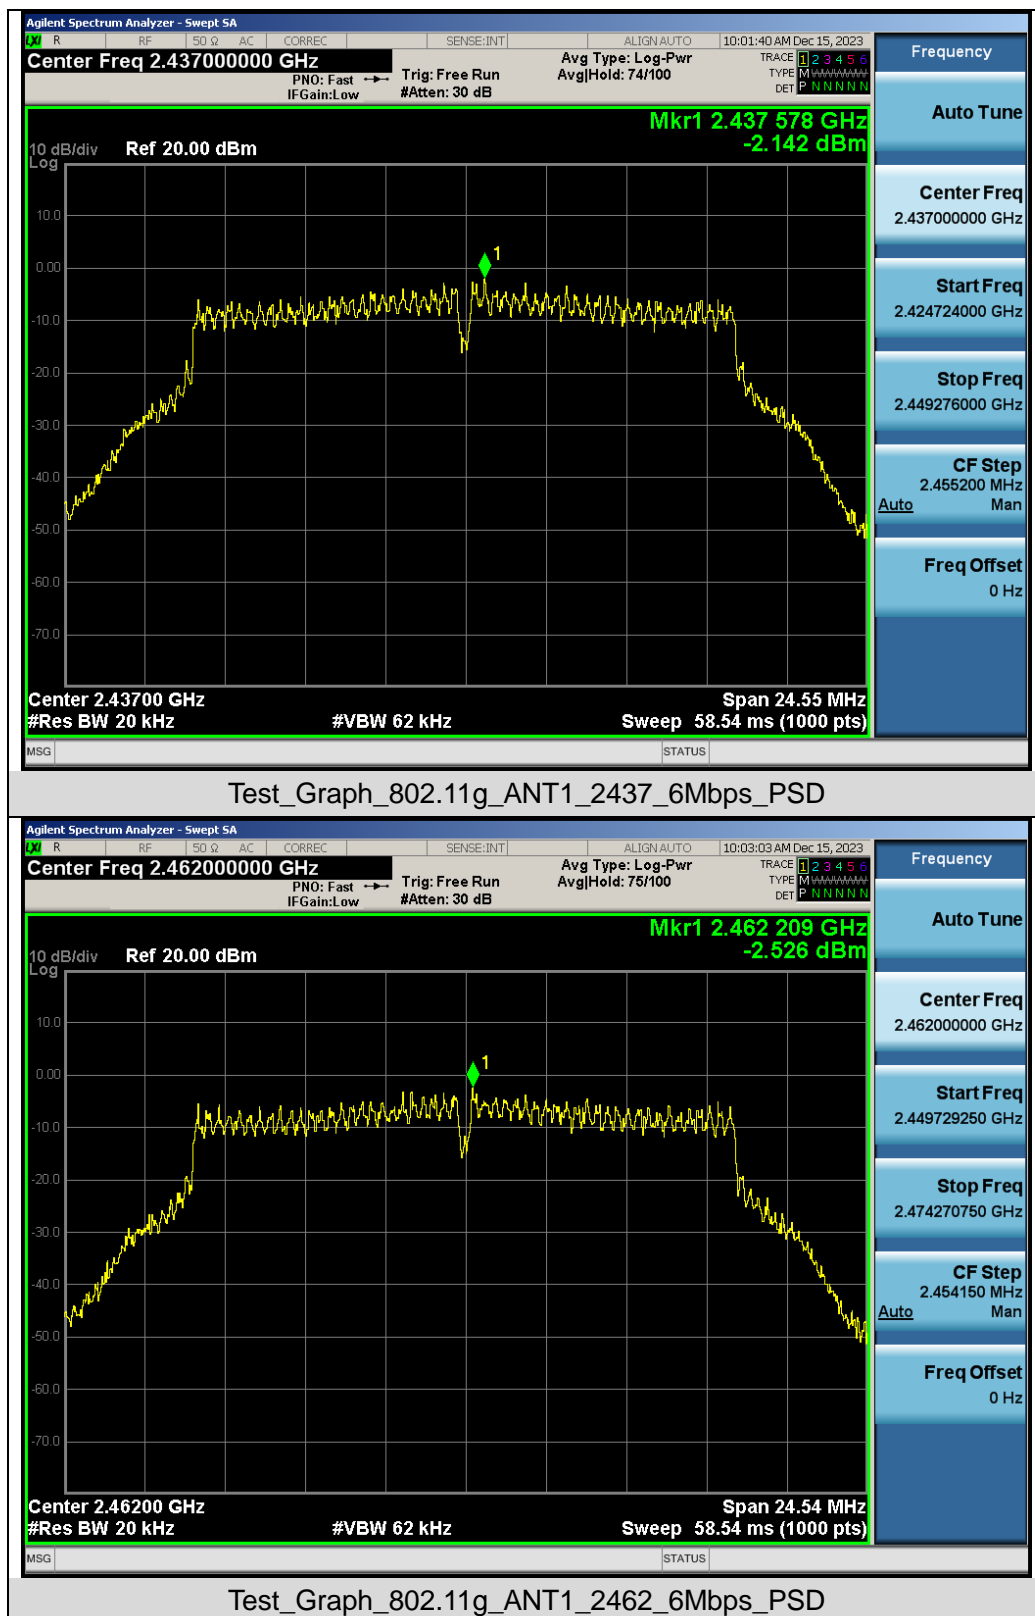 Agilent Spectrum Analyzer - Swept SA
LXI R RF 50 Ω AC CORREC SENSE:INT ALIGN AUTO 10:01:40 AM Dec 15, 2023
Center Freq 2.437000000 GHz
PNO: Fast
IFGain:Low
Trig: Free Run
#Atten: 30 dB
Avg Type: Log-Pwr
Avg|Hold: 74/100
TRACE 1 2 3 4 5 6
TYPE M WWWWW
DET P N N N N N
Frequency
Mkr1 2.437 578 GHz
-2.142 dBm
10 dB/div Ref 20.00 dBm
Log
10.0
0.00
-10.0
-20.0
-30.0
-40.0
-50.0
-60.0
-70.0
1
Center 2.43700 GHz
Span 24.55 MHz
#Res BW 20 kHz
#VBW 62 kHz
Sweep 58.54 ms (1000 pts)
Auto Tune
Center Freq
2.437000000 GHz
Start Freq
2.424724000 GHz
Stop Freq
2.449276000 GHz
CF Step
2.455200 MHz
Auto Man
Freq Offset
0 Hz
MSG STATUS
Test_Graph_802.11g_ANT1_2437_6Mbps_PSD
Agilent Spectrum Analyzer - Swept SA
LXI R RF 50 Ω AC CORREC SENSE:INT ALIGN AUTO 10:03:03 AM Dec 15, 2023
Center Freq 2.462000000 GHz
PNO: Fast
IFGain:Low
Trig: Free Run
#Atten: 30 dB
Avg Type: Log-Pwr
Avg|Hold: 75/100
TRACE 1 2 3 4 5 6
TYPE M WWWWW
DET P N N N N N
Frequency
Mkr1 2.462 209 GHz
-2.526 dBm
10 dB/div Ref 20.00 dBm
Log
10.0
0.00
-10.0
-20.0
-30.0
-40.0
-50.0
-60.0
-70.0
1
Center 2.46200 GHz
Span 24.54 MHz
#Res BW 20 kHz
#VBW 62 kHz
Sweep 58.54 ms (1000 pts)
Auto Tune
Center Freq
2.462000000 GHz
Start Freq
2.449729250 GHz
Stop Freq
2.474270750 GHz
CF Step
2.454150 MHz
Auto Man
Freq Offset
0 Hz
MSG STATUS
Test_Graph_802.11g_ANT1_2462_6Mbps_PSD